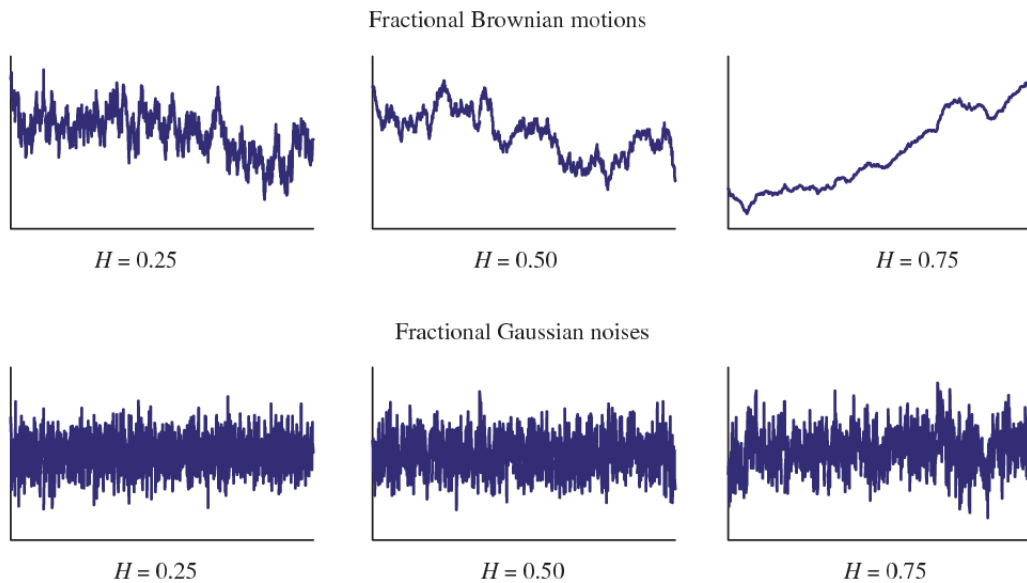 Fractional Brownian motions
H = 0.25
H = 0.50
H = 0.75
Fractional Gaussian noises
H = 0.25
H = 0.50
H = 0.75